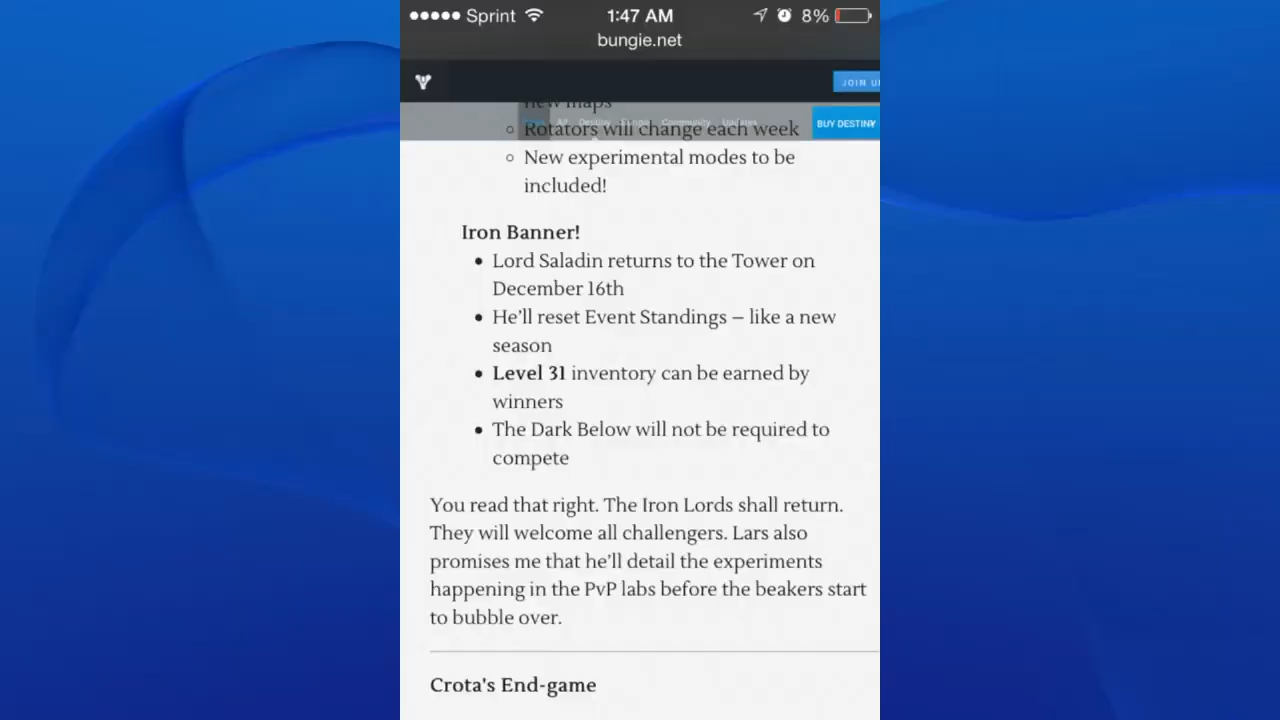 Sprint 1:47 AM 8%
bungie.net
JOIN U
new maps
Destiny Community Updates
BUY DESTINY
Rotators will change each week
New experimental modes to be
included!
Iron Banner!
Lord Saladin returns to the Tower on
December 16th
He'll reset Event Standings – like a new
season
Level 31 inventory can be earned by
winners
The Dark Below will not be required to
compete
You read that right. The Iron Lords shall return.
They will welcome all challengers. Lars also
promises me that he'll detail the experiments
happening in the PvP labs before the beakers start
to bubble over.
Crota's End-game